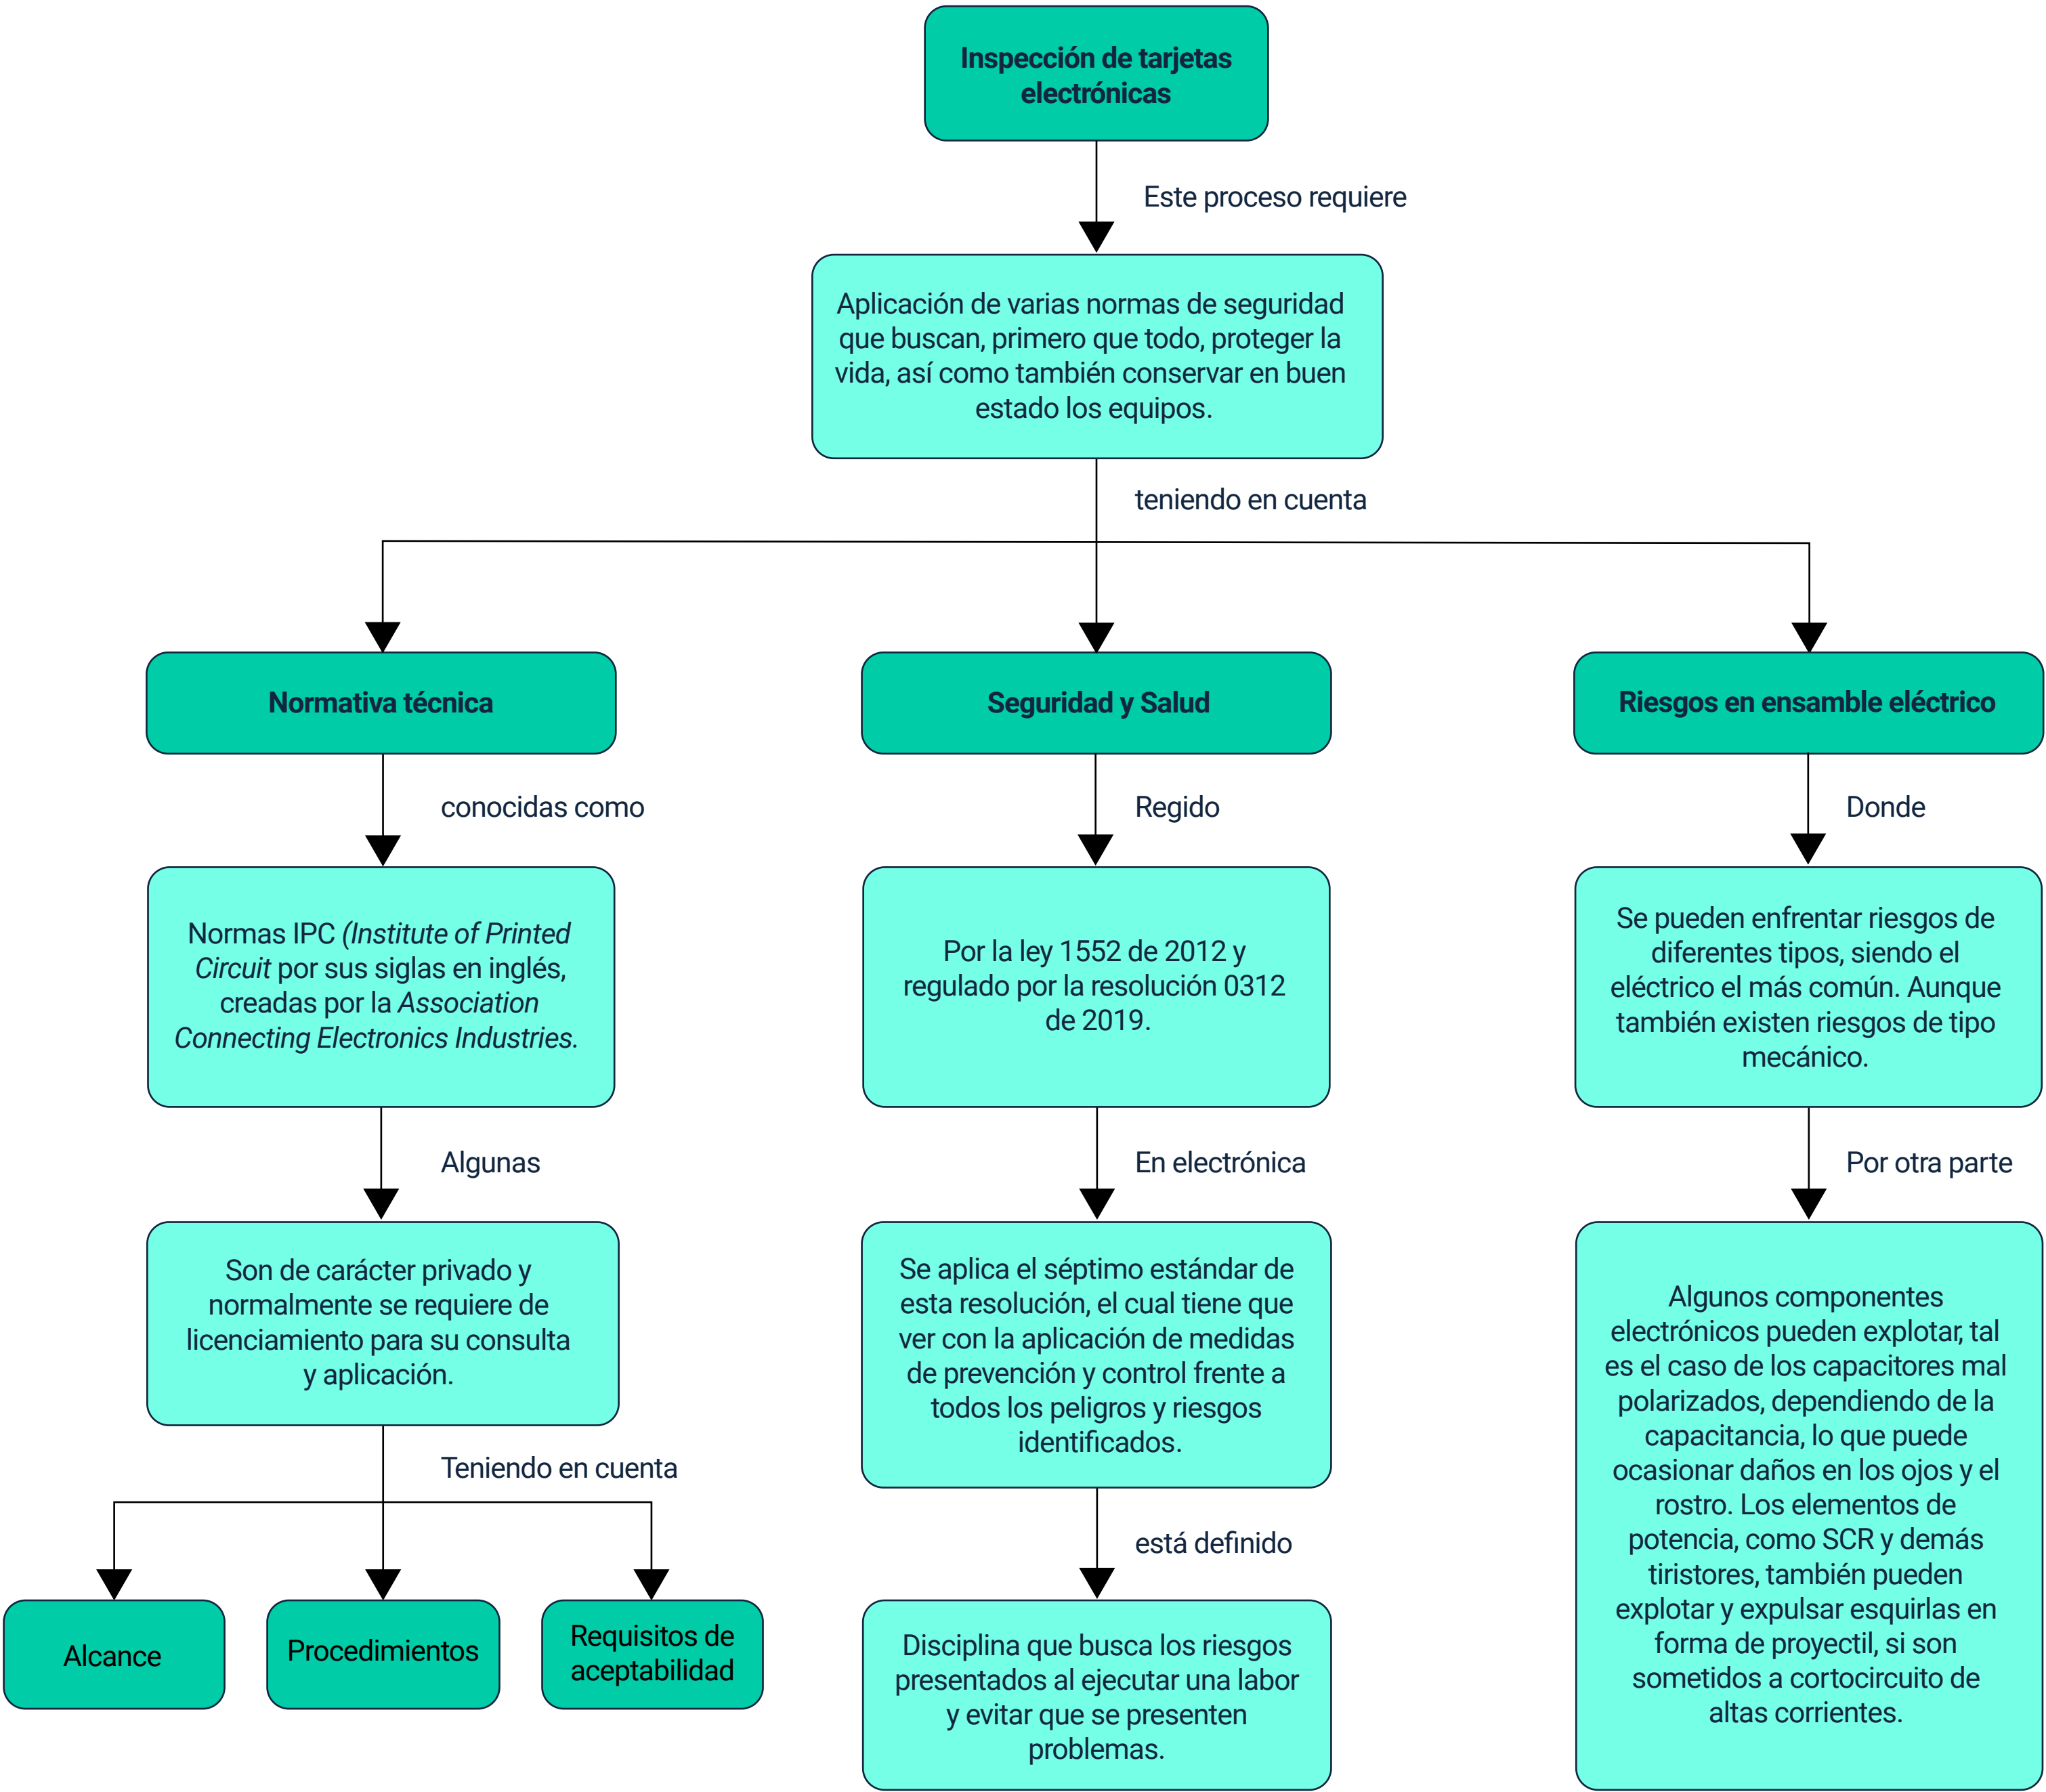 Inspección de tarjetas
electrónicas
Este proceso requiere
Aplicación de varias normas de seguridad
que buscan, primero que todo, proteger la
vida, así como también conservar en buen
estado los equipos.
teniendo en cuenta
Normativa técnica
conocidas como
Normas IPC (Institute of Printed
Circuit por sus siglas en inglés,
creadas por la Association
Connecting Electronics Industries.
Algunas
Son de carácter privado y
normalmente se requiere de
licenciamiento para su consulta
y aplicación.
Teniendo en cuenta
Alcance
Procedimientos
Requisitos de
aceptabilidad
Seguridad y Salud
Regido
Por la ley 1552 de 2012 y
regulado por la resolución 0312
de 2019.
En electrónica
Se aplica el séptimo estándar de
esta resolución, el cual tiene que
ver con la aplicación de medidas
de prevención y control frente a
todos los peligros y riesgos
identificados.
está definido
Disciplina que busca los riesgos
presentados al ejecutar una labor
y evitar que se presenten
problemas.
Riesgos en ensamble eléctrico
Donde
Se pueden enfrentar riesgos de
diferentes tipos, siendo el
eléctrico el más común. Aunque
también existen riesgos de tipo
mecánico.
Por otra parte
Algunos componentes
electrónicos pueden explotar, tal
es el caso de los capacitores mal
polarizados, dependiendo de la
capacitancia, lo que puede
ocasionar daños en los ojos y el
rostro. Los elementos de
potencia, como SCR y demás
tiristores, también pueden
explotar y expulsar esquirlas en
forma de proyectil, si son
sometidos a cortocircuito de
altas corrientes.